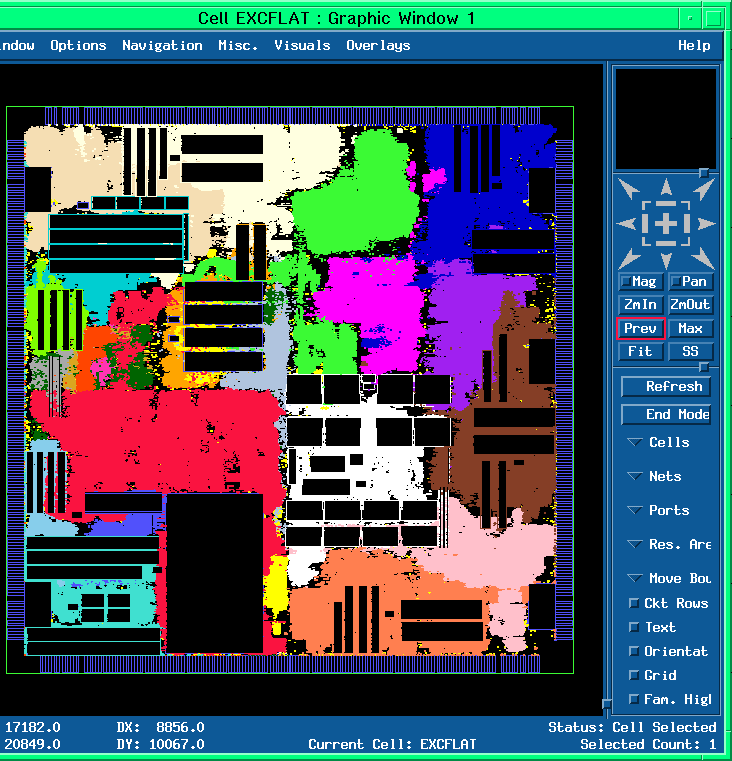 Cell EXCFLAT : Graphic Window 1
ndow Options Navigation Misc. Visuals Overlays Help
Mag Pan
ZmIn ZmOut
Prev Max
Fit SS
Refresh
End Mode
Cells
Nets
Ports
Res. Are
Move Bou
Ckt Rows
Text
Orientat
Grid
Fam. Higl
17182.0 DX: 8856.0 Status: Cell Selected
20849.0 DY: 10067.0 Current Cell: EXCFLAT Selected Count: 1